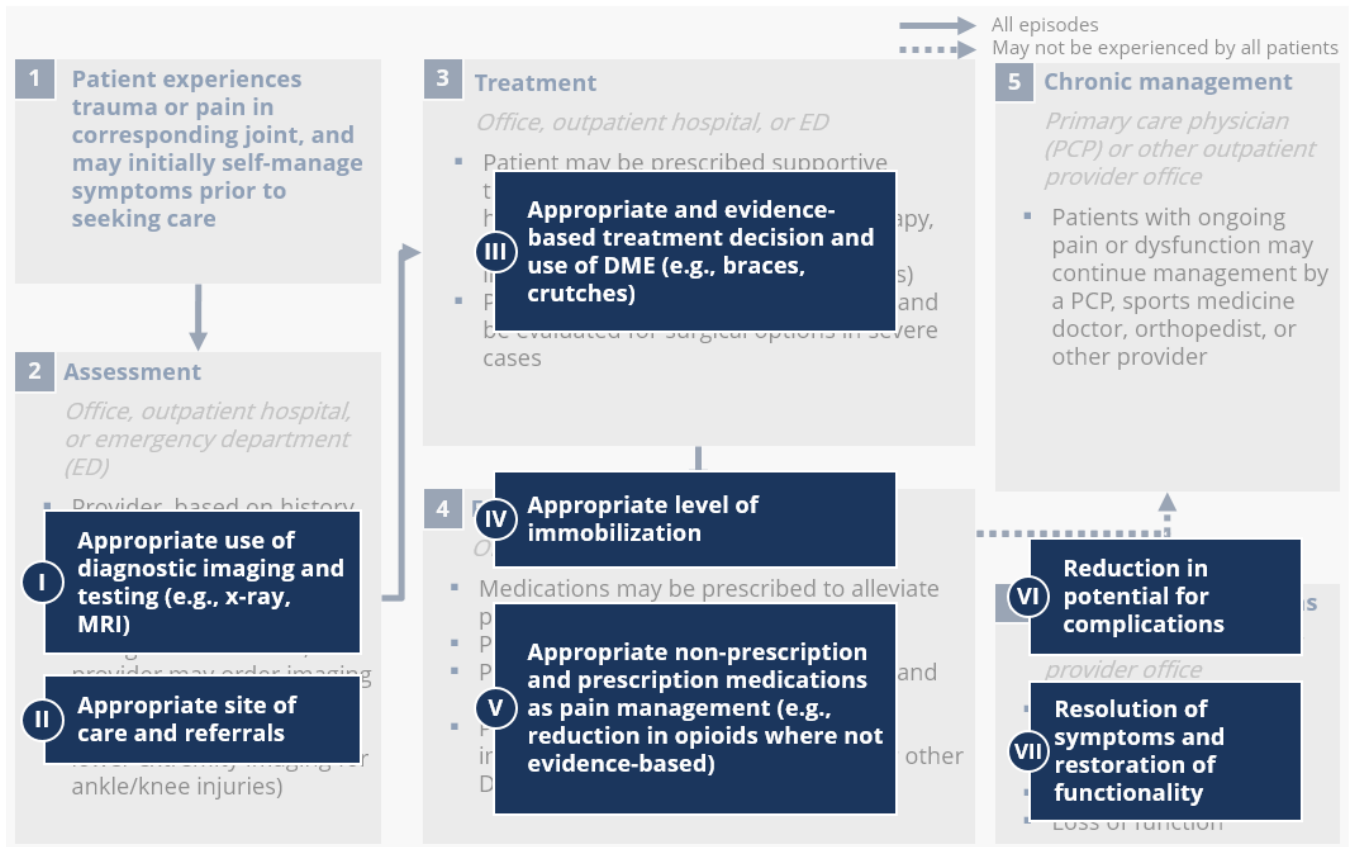 All episodes
May not be experienced by all patients
1
Patient experiences
trauma or pain in
corresponding joint, and
may initially self-manage
symptoms prior to
seeking care
2
Assessment
Office, outpatient hospital,
or emergency department
(ED)
Provider, based on history
I
Appropriate use of
diagnostic imaging and
testing (e.g., x-ray,
MRI)
provider may order imaging
II
Appropriate site of
care and referrals
lower extremity imaging for
ankle/knee injuries)
3
Treatment
Office, outpatient hospital, or ED
▪ Patient may be prescribed supportive
III
Appropriate and evidence-
based treatment decision and
use of DME (e.g., braces,
crutches)
and
be evaluated for surgical options in severe
cases
4
IV
Appropriate level of
immobilization
▪ Medications may be prescribed to alleviate
and
V
Appropriate non-prescription
and prescription medications
as pain management (e.g.,
reduction in opioids where not
evidence-based)
other
5
Chronic management
Primary care physician
(PCP) or other outpatient
provider office
▪ Patients with ongoing
pain or dysfunction may
continue management by
a PCP, sports medicine
doctor, orthopedist, or
other provider
VI
Reduction in
potential for
complications
provider office
VII
Resolution of
symptoms and
restoration of
functionality
Loss of function